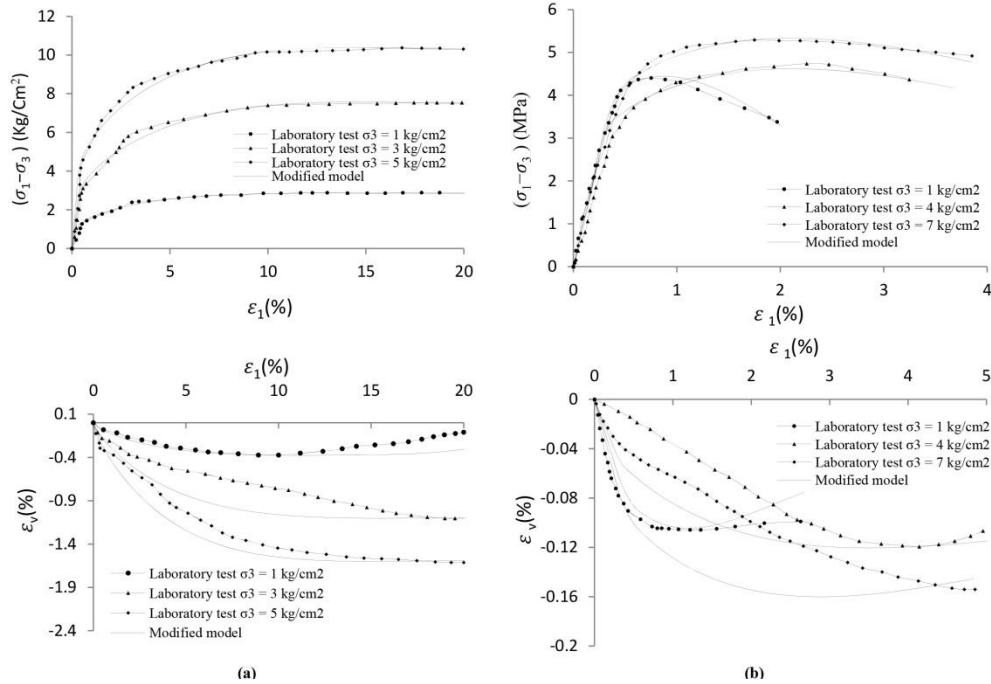 (σ₁−σ₃ ) (Kg/Cm²)
12
10
8
6
4
2
0
0 5 10 15 20
Laboratory test σ3 = 1 kg/cm2
Laboratory test σ3 = 3 kg/cm2
Laboratory test σ3 = 5 kg/cm2
Modified model
ε₁(%)
(σ₁−σ₃ ) (MPa)
6
5
4
3
2
1
0
0 1 2 3 4
Laboratory test σ3 = 1 kg/cm2
Laboratory test σ3 = 4 kg/cm2
Laboratory test σ3 = 7 kg/cm2
Modified model
ε ₁(%)
ε₁(%)
0 5 10 15 20
0.1
-0.4
-0.9
-1.4
-1.9
-2.4
εᵥ(%)
Laboratory test σ3 = 1 kg/cm2
Laboratory test σ3 = 3 kg/cm2
Laboratory test σ3 = 5 kg/cm2
Modified model
(a)
ε ₁(%)
0 1 2 3 4 5
0
-0.04
-0.08
-0.12
-0.16
-0.2
ε ᵥ(%)
Laboratory test σ3 = 1 kg/cm2
Laboratory test σ3 = 4 kg/cm2
Laboratory test σ3 = 7 kg/cm2
Modified model
(b)